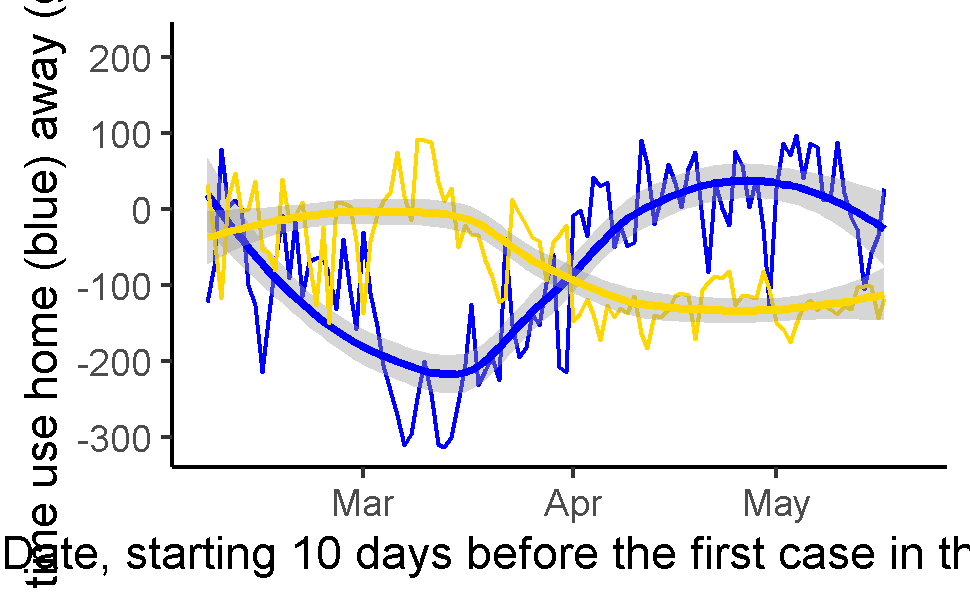 time use home (blue) away (
200
100
0
-100
-200
-300
Mar Apr May
Date, starting 10 days before the first case in th